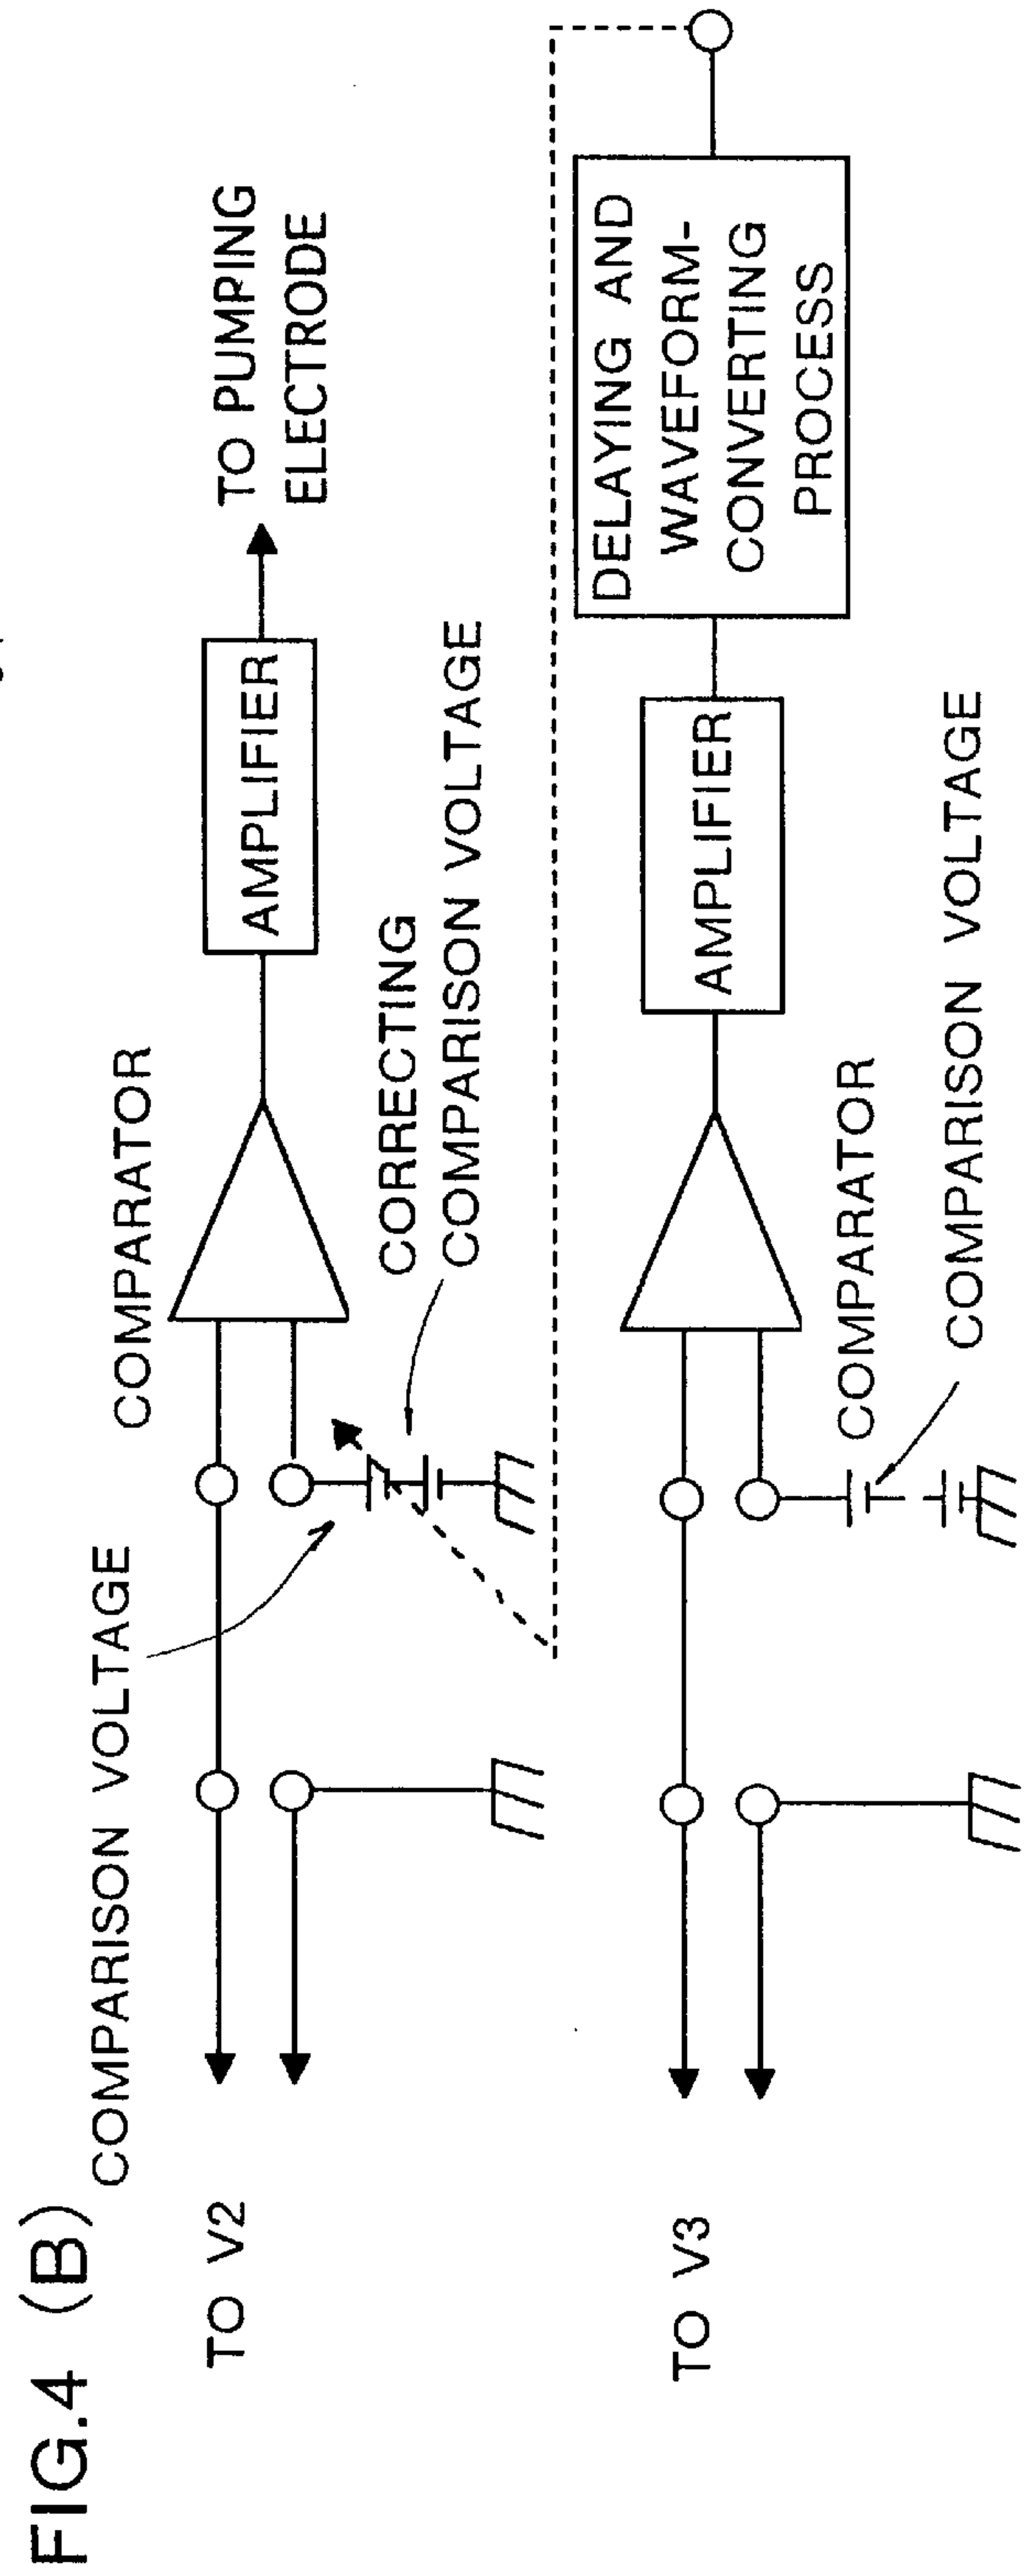 FIG.4 (B)
COMPARISON VOLTAGE
COMPARATOR
TO V2
AMPLIFIER
TO PUMPING
ELECTRODE
CORRECTING
COMPARISON VOLTAGE
TO V3
AMPLIFIER
DELAYING AND
WAVEFORM-
CONVERTING
PROCESS
COMPARATOR
COMPARISON VOLTAGE